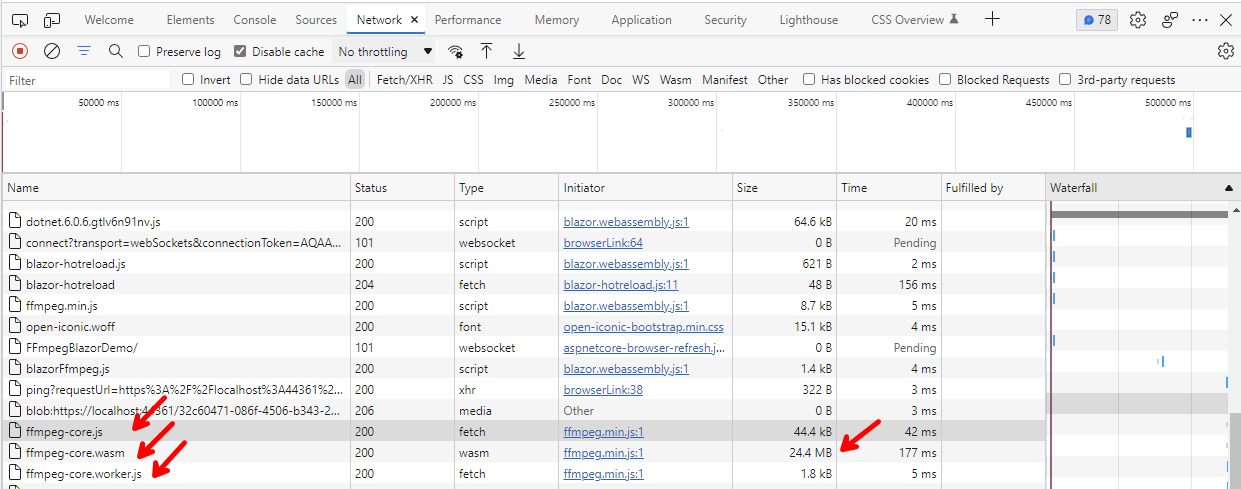 Welcome Elements Console Sources Network Performance Memory Application Security Lighthouse CSS Overview 78
Preserve log Disable cache No throttling
Filter Invert Hide data URLs All Fetch/XHR JS CSS Img Media Font Doc WS Wasm Manifest Other Has blocked cookies Blocked Requests 3rd-party requests
50000 ms 100000 ms 150000 ms 200000 ms 250000 ms 300000 ms 350000 ms 400000 ms 450000 ms 500000 ms
Name Status Type Initiator Size Time Fulfilled by Waterfall
dotnet.6.0.6.gtlv6n91nv.js 200 script blazor.webassembly.js:1 64.6 kB 20 ms
connect?transport=webSockets&connectionToken=AQAA... 101 websocket browserLink:64 0 B Pending
blazor-hotreload.js 200 script blazor.webassembly.js:1 621 B 2 ms
blazor-hotreload 204 fetch blazor-hotreload.js:11 48 B 156 ms
ffmpeg.min.js 200 script blazor.webassembly.js:1 8.7 kB 5 ms
open-iconic.woff 200 font open-iconic-bootstrap.min.css 15.1 kB 4 ms
FFmpegBlazorDemo/ 101 websocket aspnetcore-browser-refresh.j... 0 B Pending
blazorFfmpeg.js 200 script blazor.webassembly.js:1 1.4 kB 4 ms
ping?requestUrl=https%3A%2F%2Flocalhost%3A44361%2... 200 xhr browserLink:38 322 B 3 ms
blob:https://localhost:44361/32c60471-086f-4506-b343-2... 206 media Other 0 B 3 ms
ffmpeg-core.js 200 fetch ffmpeg.min.js:1 44.4 kB 42 ms
ffmpeg-core.wasm 200 wasm ffmpeg.min.js:1 24.4 MB 177 ms
ffmpeg-core.worker.js 200 fetch ffmpeg.min.js:1 1.8 kB 5 ms